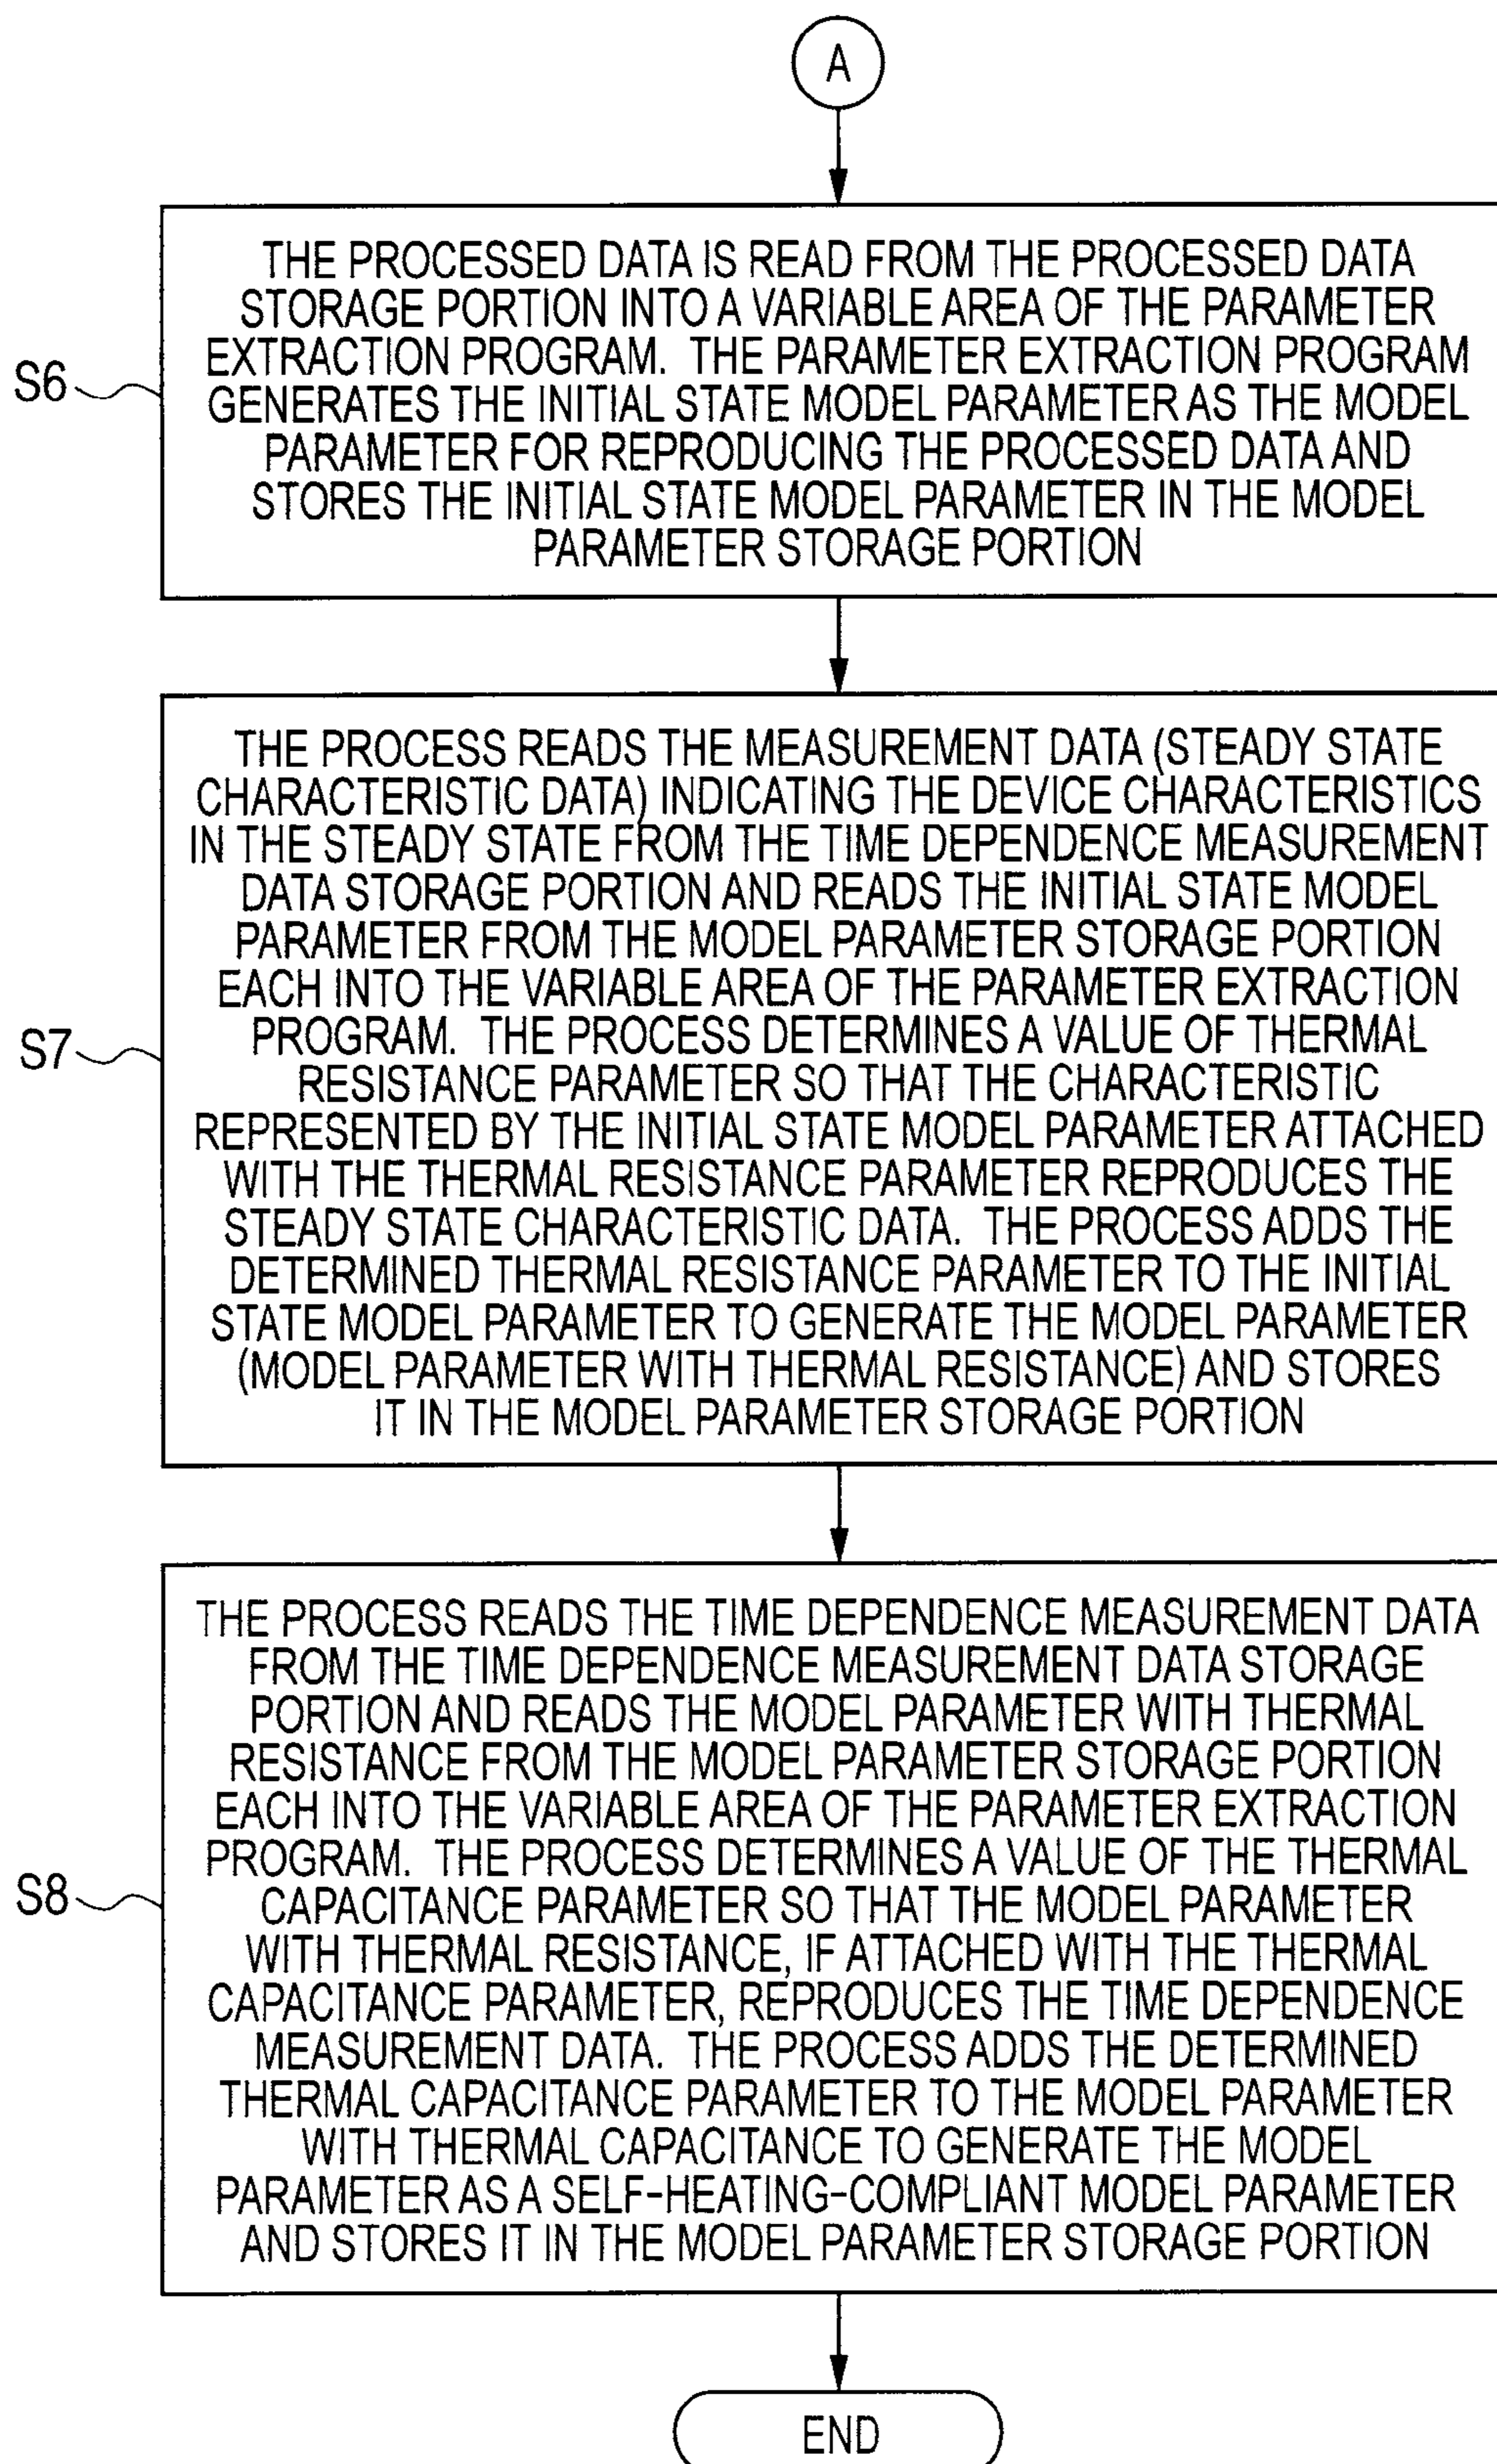 A
THE PROCESSED DATA IS READ FROM THE PROCESSED DATA
STORAGE PORTION INTO A VARIABLE AREA OF THE PARAMETER
EXTRACTION PROGRAM. THE PARAMETER EXTRACTION PROGRAM
S6
GENERATES THE INITIAL STATE MODEL PARAMETER AS THE MODEL
PARAMETER FOR REPRODUCING THE PROCESSED DATA AND
STORES THE INITIAL STATE MODEL PARAMETER IN THE MODEL
PARAMETER STORAGE PORTION
THE PROCESS READS THE MEASUREMENT DATA (STEADY STATE
CHARACTERISTIC DATA) INDICATING THE DEVICE CHARACTERISTICS
IN THE STEADY STATE FROM THE TIME DEPENDENCE MEASUREMENT
DATA STORAGE PORTION AND READS THE INITIAL STATE MODEL
PARAMETER FROM THE MODEL PARAMETER STORAGE PORTION
EACH INTO THE VARIABLE AREA OF THE PARAMETER EXTRACTION
S7
PROGRAM. THE PROCESS DETERMINES A VALUE OF THERMAL
RESISTANCE PARAMETER SO THAT THE CHARACTERISTIC
REPRESENTED BY THE INITIAL STATE MODEL PARAMETER ATTACHED
WITH THE THERMAL RESISTANCE PARAMETER REPRODUCES THE
STEADY STATE CHARACTERISTIC DATA. THE PROCESS ADDS THE
DETERMINED THERMAL RESISTANCE PARAMETER TO THE INITIAL
STATE MODEL PARAMETER TO GENERATE THE MODEL PARAMETER
(MODEL PARAMETER WITH THERMAL RESISTANCE) AND STORES
IT IN THE MODEL PARAMETER STORAGE PORTION
THE PROCESS READS THE TIME DEPENDENCE MEASUREMENT DATA
FROM THE TIME DEPENDENCE MEASUREMENT DATA STORAGE
PORTION AND READS THE MODEL PARAMETER WITH THERMAL
RESISTANCE FROM THE MODEL PARAMETER STORAGE PORTION
EACH INTO THE VARIABLE AREA OF THE PARAMETER EXTRACTION
PROGRAM. THE PROCESS DETERMINES A VALUE OF THE THERMAL
S8
CAPACITANCE PARAMETER SO THAT THE MODEL PARAMETER
WITH THERMAL RESISTANCE, IF ATTACHED WITH THE THERMAL
CAPACITANCE PARAMETER, REPRODUCES THE TIME DEPENDENCE
MEASUREMENT DATA. THE PROCESS ADDS THE DETERMINED
THERMAL CAPACITANCE PARAMETER TO THE MODEL PARAMETER
WITH THERMAL CAPACITANCE TO GENERATE THE MODEL
PARAMETER AS A SELF-HEATING-COMPLIANT MODEL PARAMETER
AND STORES IT IN THE MODEL PARAMETER STORAGE PORTION
END